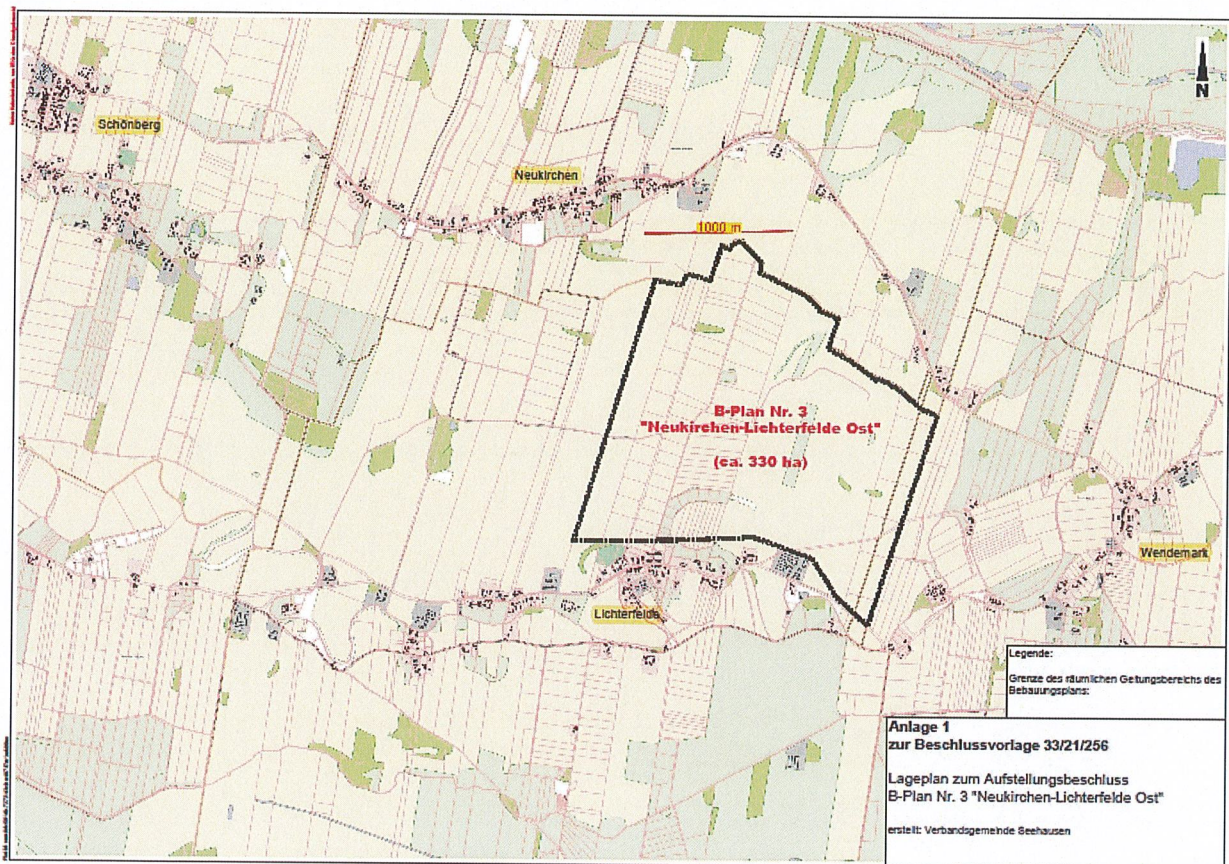 N
Schönberg
Neukirchen
1000 m
B-Plan Nr. 3
"Neukirchen-Lichterfelde Ost"
(ca. 330 ha)
Wendemark
Lichterfelde
Legende:
Grenze des räumlichen Geltungsbereichs des
Bebauungsplans:
Anlage 1
zur Beschlussvorlage 33/21/256
Lageplan zum Aufstellungsbeschluss
B-Plan Nr. 3 "Neukirchen-Lichterfelde Ost"
erstellt: Verbandsgemeinde Seehausen